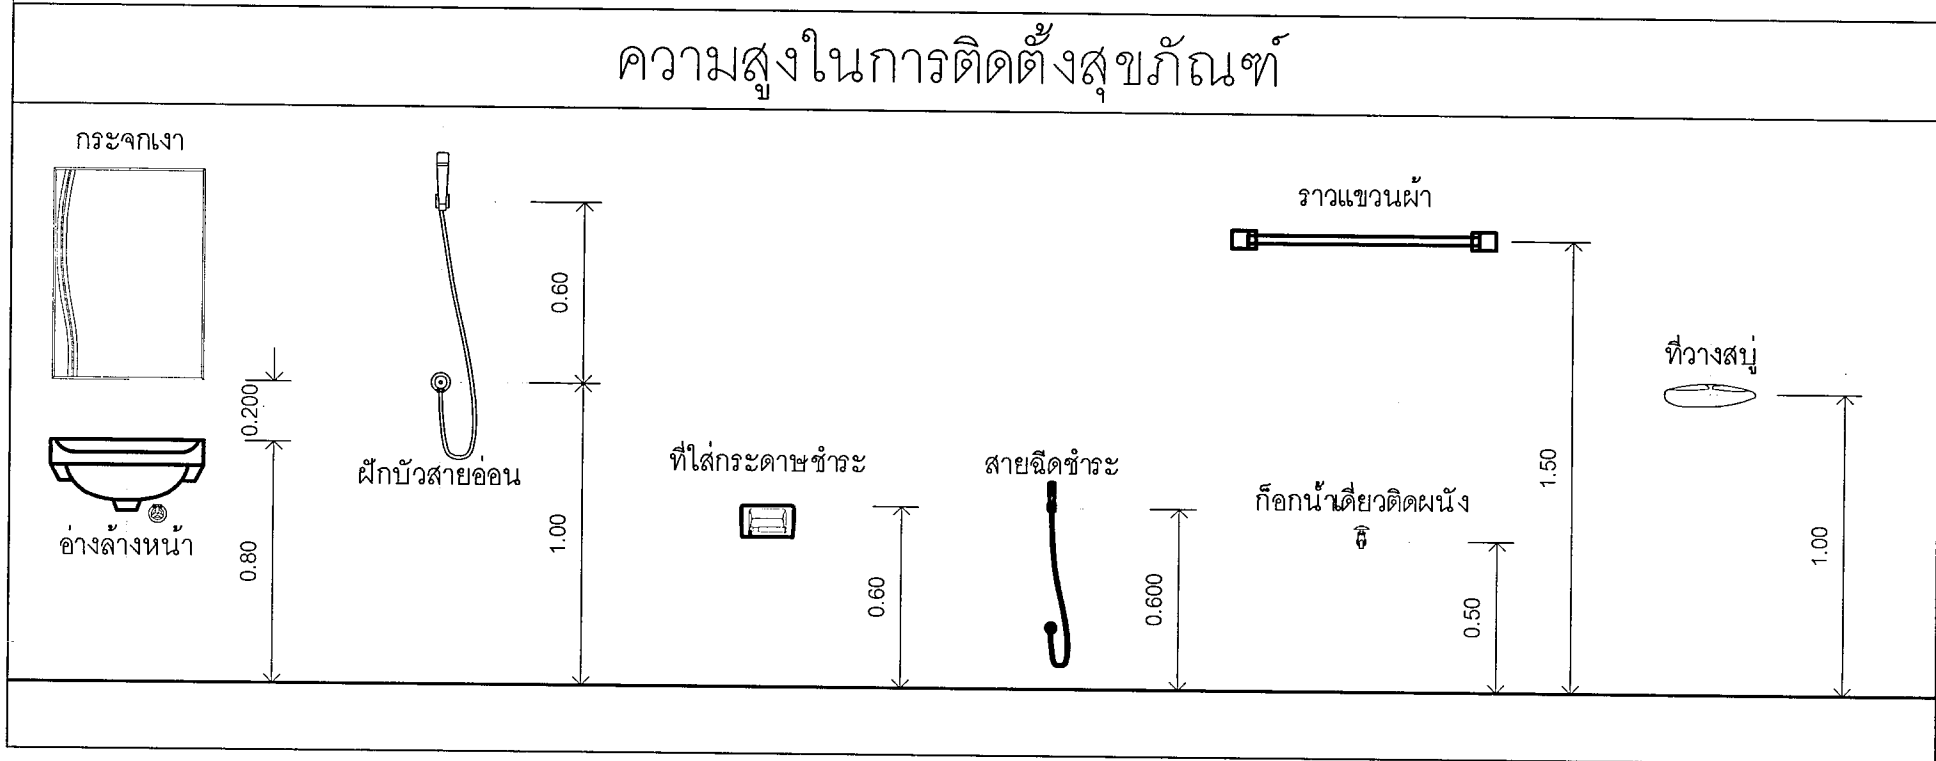 ความสูงในการติดตั้งสุขภัณฑ์
กระจกเงา
0.200
อ่างล้างหน้า
0.80
0.60
ฝักบัวสายอ่อน
1.00
ที่ใส่กระดาษชำระ
0.60
สายฉีดชำระ
0.600
ราวแขวนผ้า
1.50
ก็อกน้ำเดี่ยวติดผนัง
0.50
ที่วางสบู่
1.00